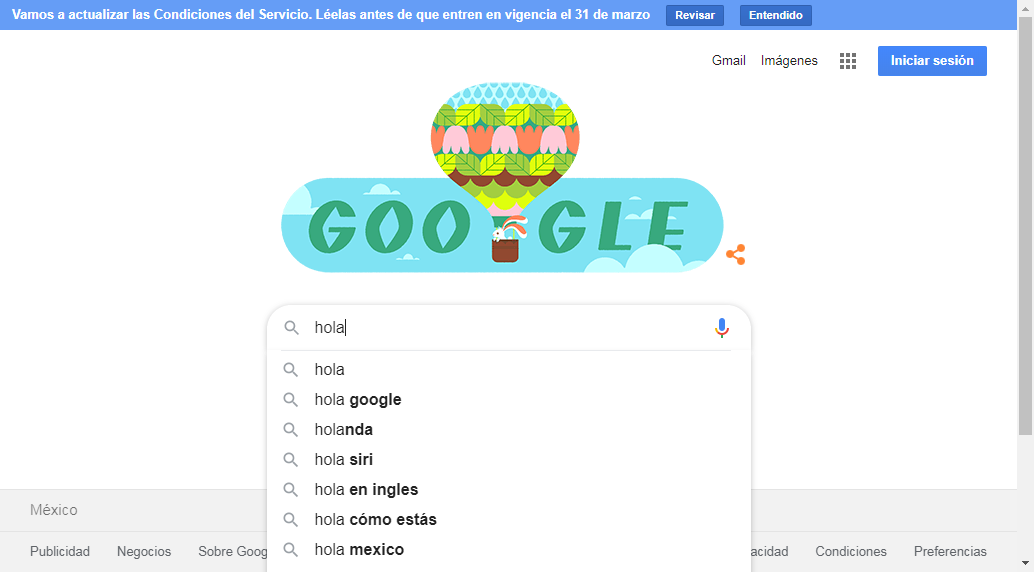 Vamos a actualizar las Condiciones del Servicio. Léelas antes de que entren en vigencia el 31 de marzo Revisar Entendido
Gmail Imágenes Iniciar sesión
GOOGLE
hola
hola
hola google
holanda
hola siri
hola en ingles
hola cómo estás
hola mexico
México
Publicidad Negocios Sobre Goog acidad Condiciones Preferencias